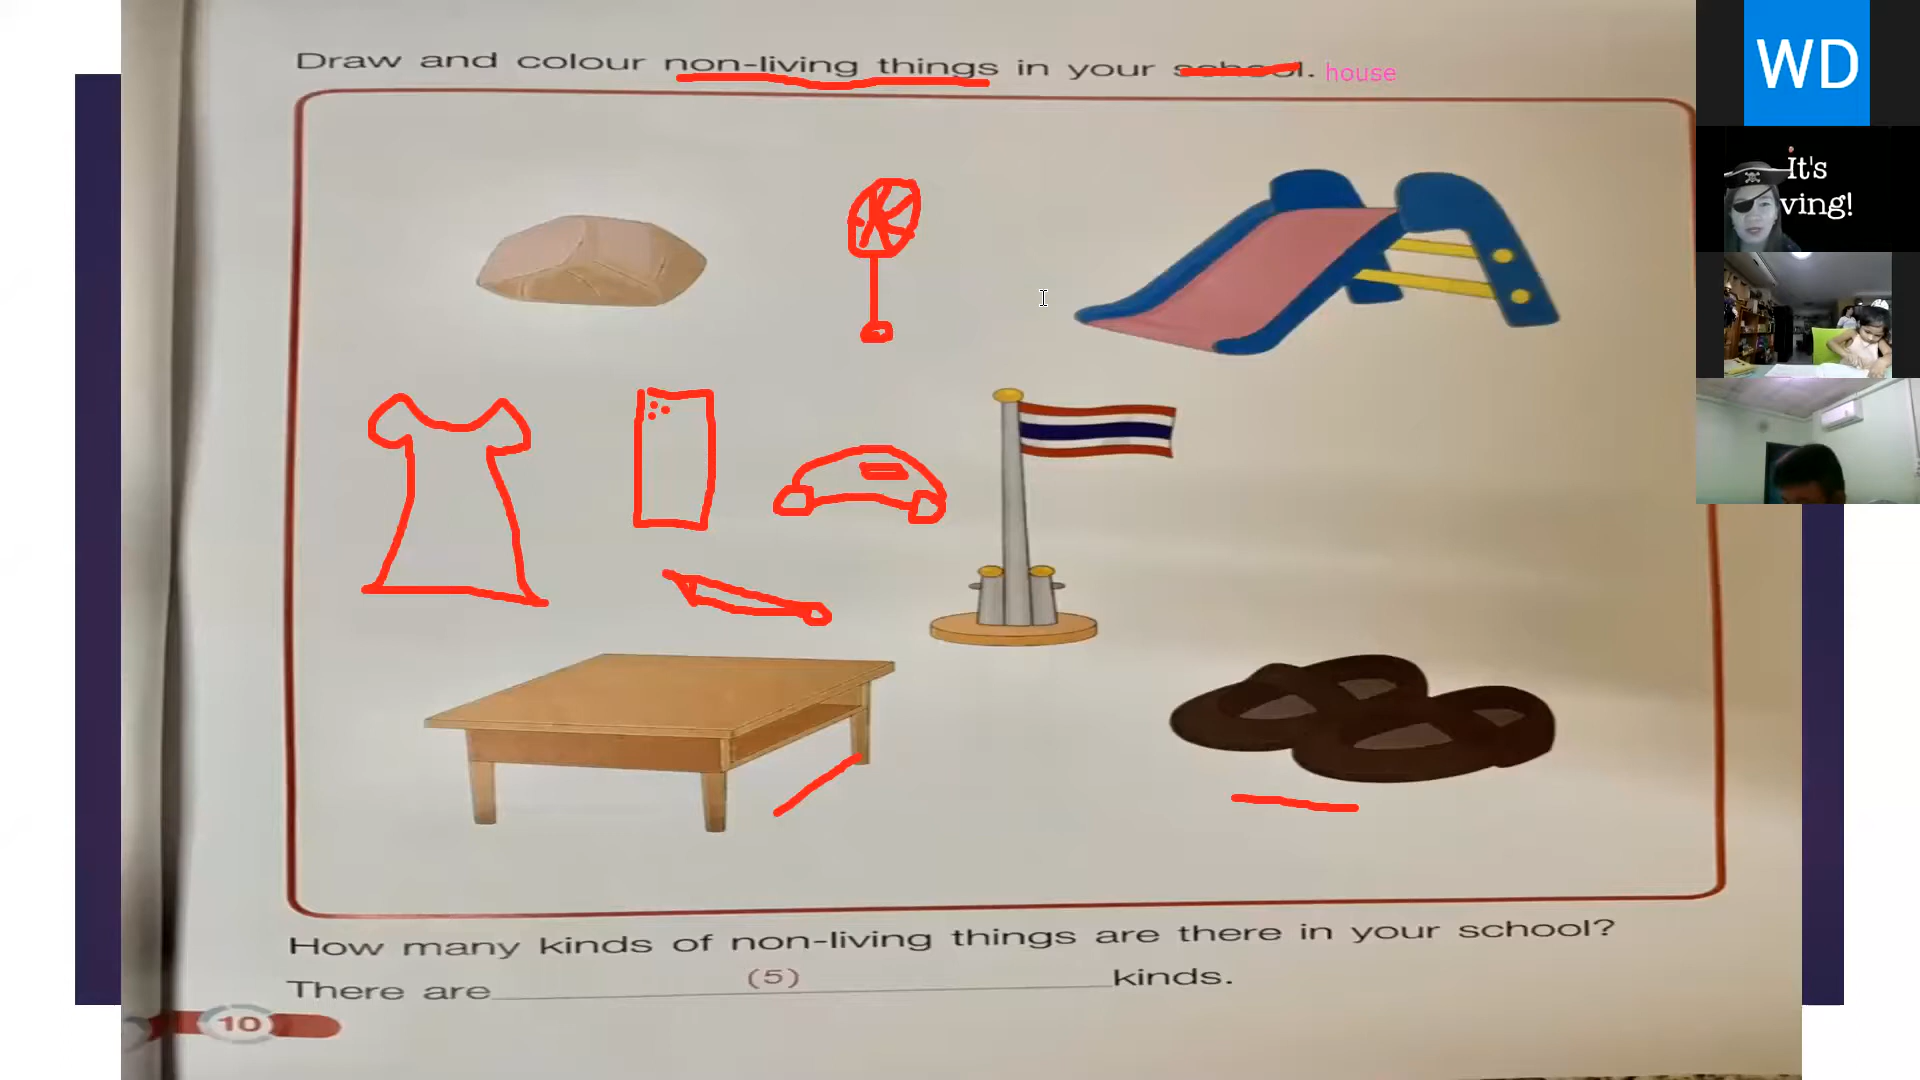 Draw and colour non-living things in your school. house
How many kinds of non-living things are there in your school?
There are (5) kinds.
10
WD
It's
ving!